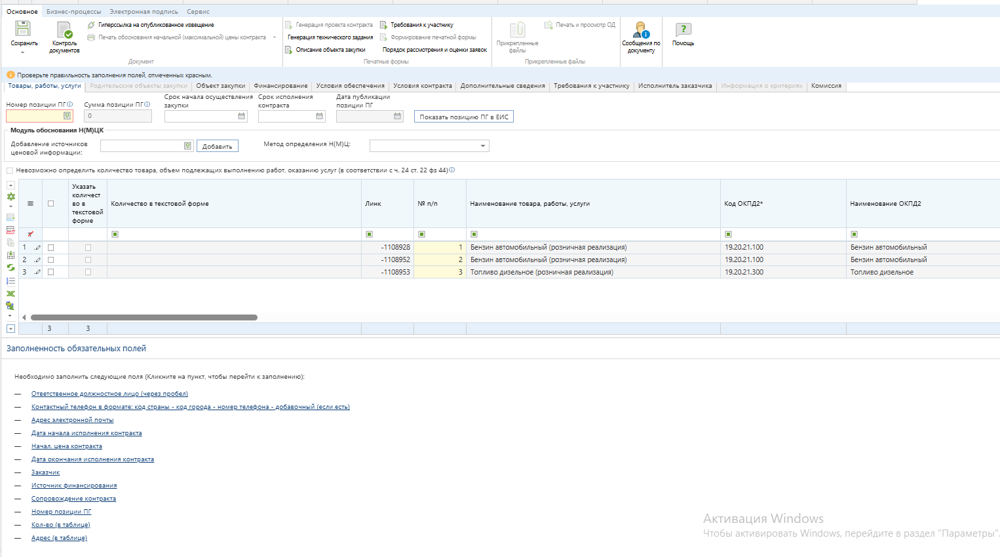 Основное Бизнес-процессы Электронная подпись Сервис
Сохранить
Контроль документов
Гиперссылка на опубликованное извещение
Печать обоснования начальной (максимальной) цены контракта
Документ
Генерация проекта контракта
Генерация технического задания
Описание объекта закупки
Требования к участнику
Формирование печатной формы
Порядок рассмотрения и оценки заявок
Печатные формы
Прикрепленные файлы
Печать и просмотр ОД
Прикрепленные файлы
Сообщения по документу
Помощь
Проверьте правильность заполнения полей, отмеченных красным.
Товары, работы, услуги Родительские объекты закупки Объект закупки Финансирование Условия обеспечения Условия контракта Дополнительные сведения Требования к участнику Исполнитель заказчика Информация о критериях Комиссия
Номер позиции ПГ
Сумма позиции ПГ
0
Срок начала осуществления закупки
Срок исполнения контракта
Дата публикации позиции ПГ
Показать позицию ПГ в ЕИС
Модуль обоснования Н(М)ЦК
Добавление источников ценовой информации:
Добавить
Метод определения Н(М)Ц:
Невозможно определить количество товара, объем подлежащих выполнению работ, оказанию услуг (в соответствии с ч. 24 ст. 22 фз 44)
Указать количество в текстовой форме
Количество в текстовой форме
Линк
№ п/п
Наименование товара, работы, услуги
Код ОКПД2*
Наименование ОКПД2
1 -1108928 1 Бензин автомобильный (розничная реализация) 19.20.21.100 Бензин автомобильный
2 -1108952 2 Бензин автомобильный (розничная реализация) 19.20.21.100 Бензин автомобильный
3 -1108953 3 Топливо дизельное (розничная реализация) 19.20.21.300 Топливо дизельное
3 3
Заполненность обязательных полей
Необходимо заполнить следующие поля (Кликните на пункт, чтобы перейти к заполнению):
— Ответственное должностное лицо (через пробел)
— Контактный телефон в формате: код страны - код города - номер телефона - добавочный (если есть)
— Адрес электронной почты
— Дата начала исполнения контракта
— Начал. цена контракта
— Дата окончания исполнения контракта
— Заказчик
— Источник финансирования
— Сопровождение контракта
— Номер позиции ПГ
— Кол-во (в таблице)
— Адрес (в таблице)
Активация Windows
Чтобы активировать Windows, перейдите в раздел "Параметры".